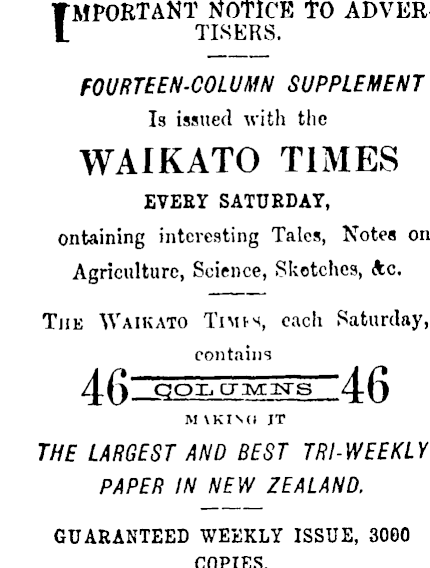 IMPORTANT NOTICE TO ADVER-
TISERS.
FOURTEEN-COLUMN SUPPLEMENT
Is issued with the
WAIKATO TIMES
EVERY SATURDAY,
ontaining interesting Tales, Notes on
Agriculture, Science, Sketches, &c.
THE WAIKATO TIMES, each Saturday,
contains
46 COLUMNS 46
MAKING IT
THE LARGEST AND BEST TRI-WEEKLY
PAPER IN NEW ZEALAND.
GUARANTEED WEEKLY ISSUE, 3000
COPIES.